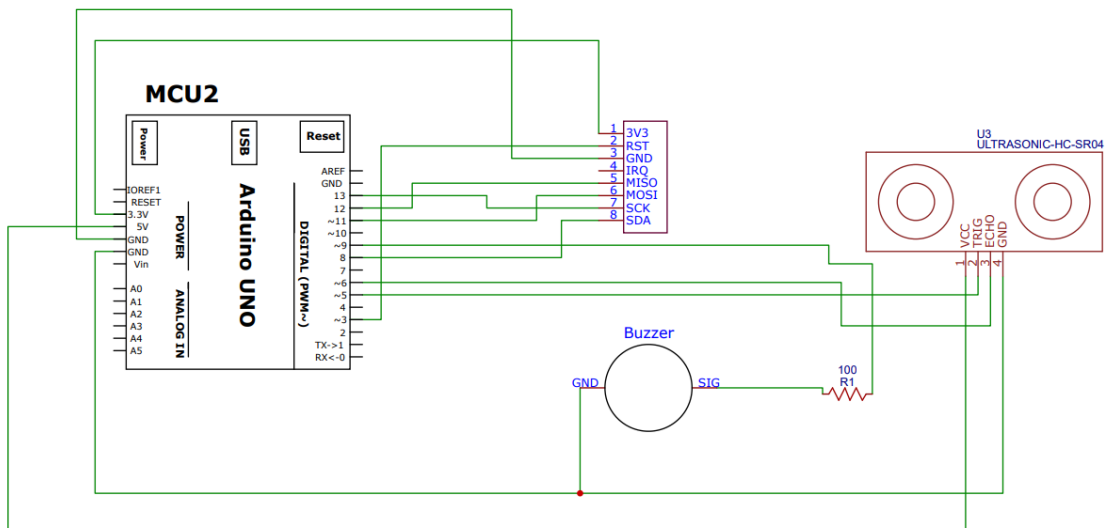 MCU2
Power
USB
Reset
Arduino UNO
POWER
ANALOG IN
DIGITAL (PWM~)
IOREF1
RESET
3.3V
5V
GND
GND
Vin
A0
A1
A2
A3
A4
A5
AREF
GND
13
12
~11
~10
~9
8
7
~6
~5
4
~3
2
TX->1
RX<-0
1 3V3
2 RST
3 GND
4 IRQ
5 MISO
6 MOSI
7 SCK
8 SDA
U3
ULTRASONIC-HC-SR04
1 VCC
2 TRIG
3 ECHO
4 GND
Buzzer
GND
SIG
100
R1